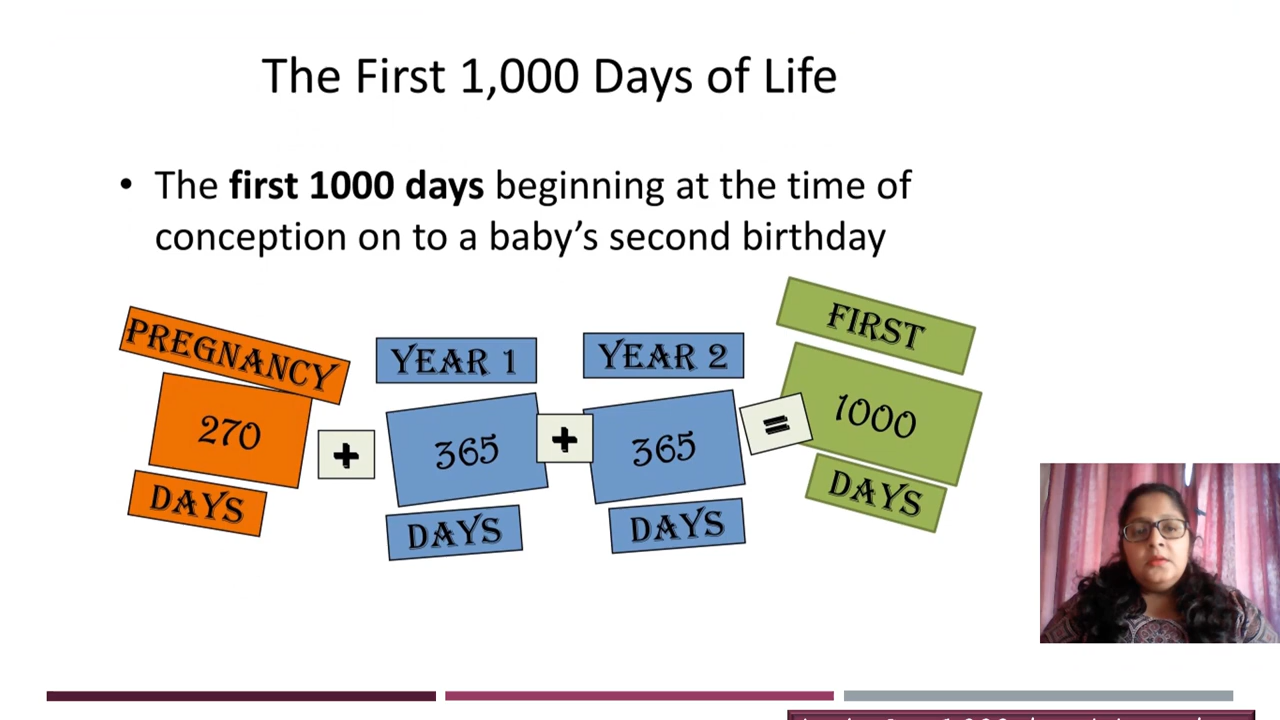 The First 1,000 Days of Life
• The first 1000 days beginning at the time of
conception on to a baby’s second birthday
PREGNANCY
270
DAYS
+
YEAR 1
365
DAYS
+
YEAR 2
365
DAYS
=
FIRST
1000
DAYS